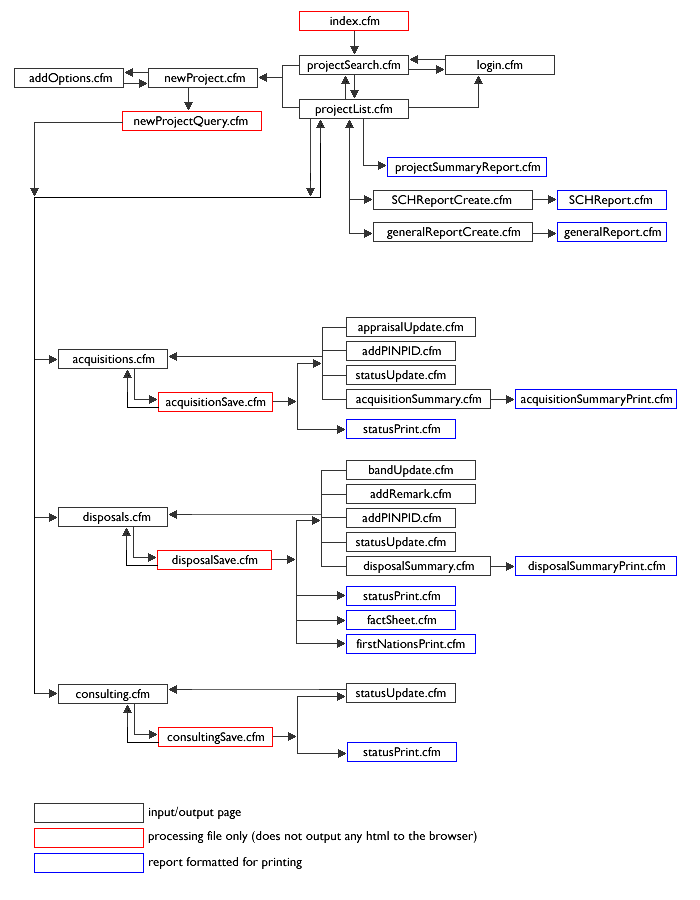 index.cfm
projectSearch.cfm
login.cfm
addOptions.cfm
newProject.cfm
projectList.cfm
newProjectQuery.cfm
projectSummaryReport.cfm
SCHReportCreate.cfm
SCHReport.cfm
generalReportCreate.cfm
generalReport.cfm
appraisalUpdate.cfm
acquisitions.cfm
addPINPID.cfm
statusUpdate.cfm
acquisitionSave.cfm
acquisitionSummary.cfm
acquisitionSummaryPrint.cfm
statusPrint.cfm
bandUpdate.cfm
addRemark.cfm
disposals.cfm
addPINPID.cfm
statusUpdate.cfm
disposalSave.cfm
disposalSummary.cfm
disposalSummaryPrint.cfm
statusPrint.cfm
factSheet.cfm
firstNationsPrint.cfm
consulting.cfm
statusUpdate.cfm
consultingSave.cfm
statusPrint.cfm
input/output page
processing file only (does not output any html to the browser)
report formatted for printing